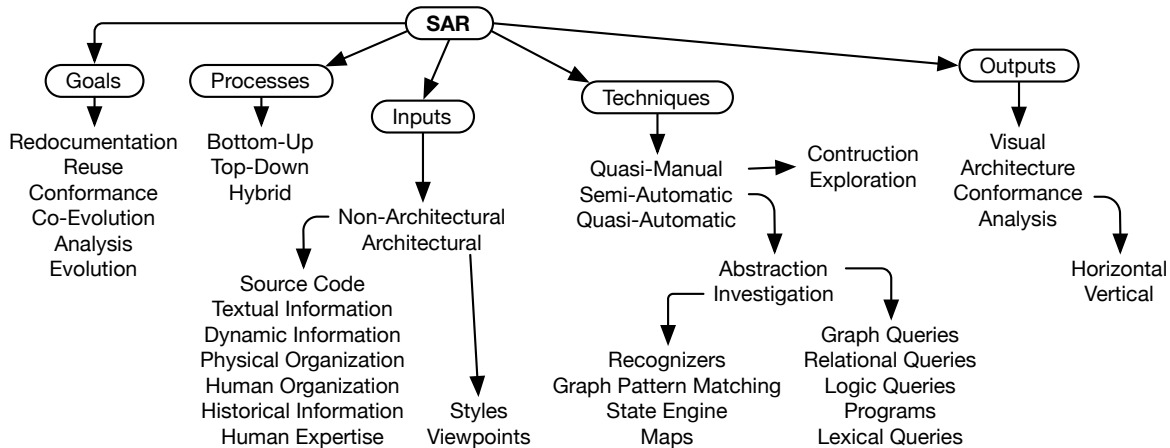 SAR
Goals
Redocumentation
Reuse
Conformance
Co-Evolution
Analysis
Evolution
Processes
Bottom-Up
Top-Down
Hybrid
Inputs
Non-Architectural
Architectural
Source Code
Textual Information
Dynamic Information
Physical Organization
Human Organization
Historical Information
Human Expertise
Styles
Viewpoints
Techniques
Quasi-Manual
Semi-Automatic
Quasi-Automatic
Contruction
Exploration
Abstraction
Investigation
Recognizers
Graph Pattern Matching
State Engine
Maps
Graph Queries
Relational Queries
Logic Queries
Programs
Lexical Queries
Outputs
Visual
Architecture
Conformance
Analysis
Horizontal
Vertical